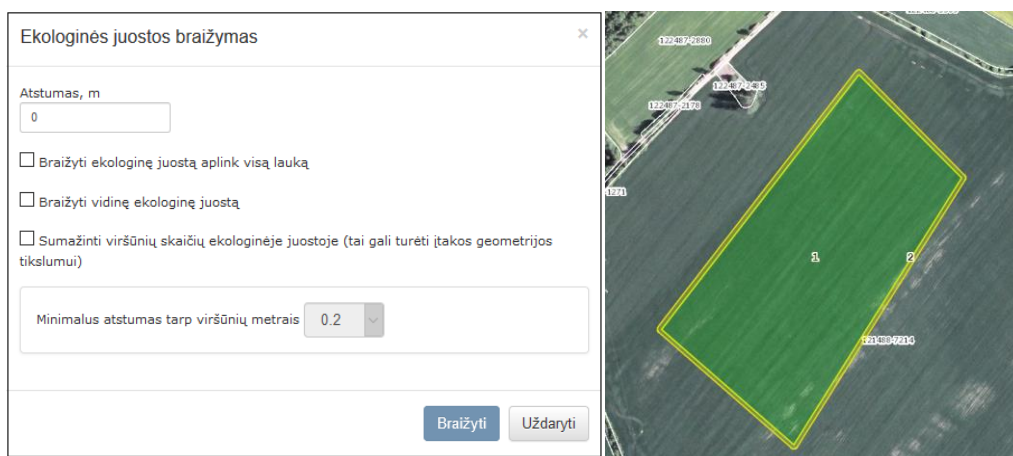 Ekologinės juostos braižymas
×
Atstumas, m
0
Braižyti ekologinę juostą aplink visą lauką
Braižyti vidinę ekologinę juostą
Sumažinti viršūnių skaičių ekologinėje juostoje (tai gali turėti įtakos geometrijos
tikslumui)
Minimalus atstumas tarp viršūnių metrais 0.2
Braižyti Uždaryti
122487-2880
122487-2485
122487-2178
-1271
1 2
121488-7214